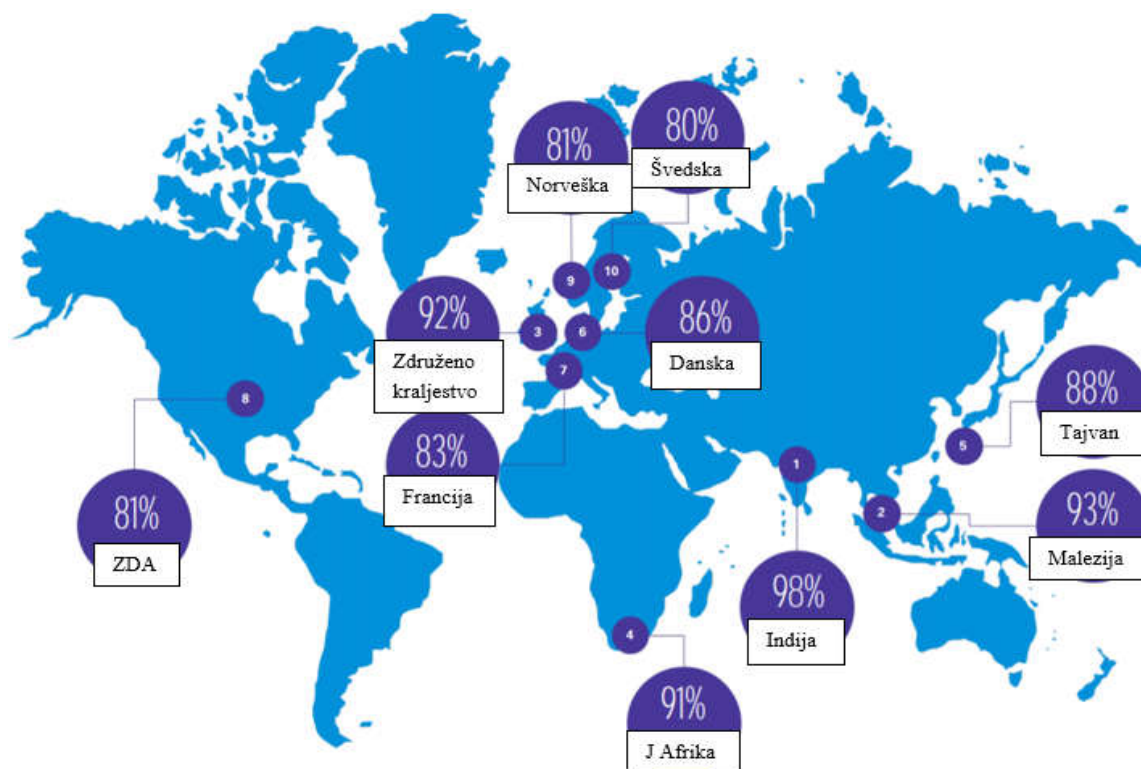 81%
Norveška
80%
Švedska
9
10
92%
Združeno
kraljestvo
3
6
86%
Danska
7
8
83%
Francija
88%
Tajvan
5
1
2
81%
ZDA
93%
Malezija
98%
Indija
4
91%
J Afrika